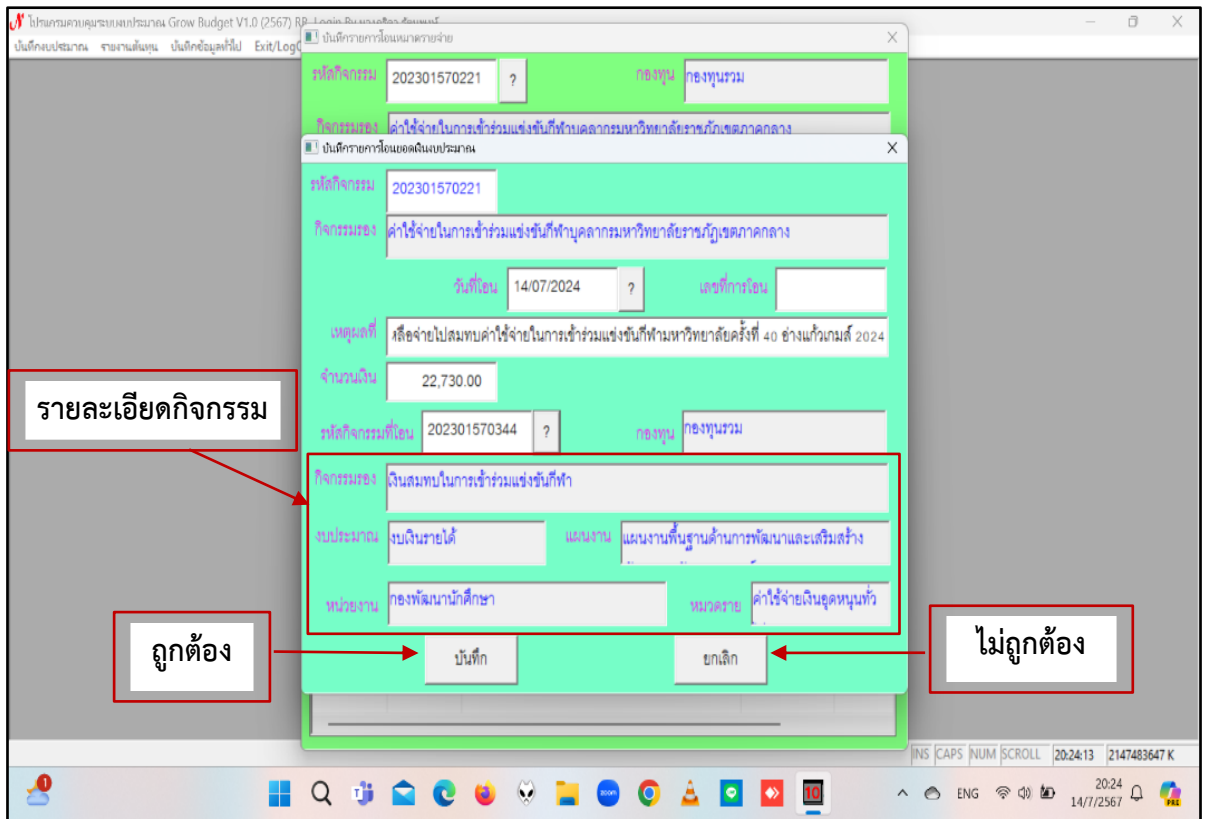 โปรแกรมควบคุมระบบงบประมาณ Grow Budget V1.0 (2567)
บันทึกงบประมาณ รายงานต้นทุน บันทึกข้อมูลทั่วไป Exit/Log
บันทึกรายการโอนหมวดรายจ่าย
รหัสกิจกรรม 202301570221 ? กองทุน กองทุนรวม
กิจกรรมรอง ค่าใช้จ่ายในการเข้าร่วมแข่งขันกีฬาบุคลากรมหาวิทยาลัยราชภัฏเขตภาคกลาง
บันทึกรายการโอนยอดเงินงบประมาณ
รหัสกิจกรรม 202301570221
กิจกรรมรอง ค่าใช้จ่ายในการเข้าร่วมแข่งขันกีฬาบุคลากรมหาวิทยาลัยราชภัฏเขตภาคกลาง
วันที่โอน 14/07/2024 ? เลขที่การโอน
เหตุผลที่ เหลือจ่ายไปสมทบค่าใช้จ่ายในการเข้าร่วมแข่งขันกีฬามหาวิทยาลัยครั้งที่ 40 อ่างแก้วเกมส์ 2024
จำนวนเงิน 22,730.00
รายละเอียดกิจกรรม
รหัสกิจกรรมที่โอน 202301570344 ? กองทุน กองทุนรวม
กิจกรรมรอง เงินสมทบในการเข้าร่วมแข่งขันกีฬา
งบประมาณ งบเงินรายได้ แผนงาน แผนงานพื้นฐานด้านการพัฒนาและเสริมสร้าง
หน่วยงาน กองพัฒนานักศึกษา หมวดราย ค่าใช้จ่ายเงินอุดหนุนทั่ว
ถูกต้อง บันทึก ยกเลิก ไม่ถูกต้อง
INS CAPS NUM SCROLL 20:24:13 2147483647 K
1 zoom 10 ENG 20:24
14/7/2567 PRE